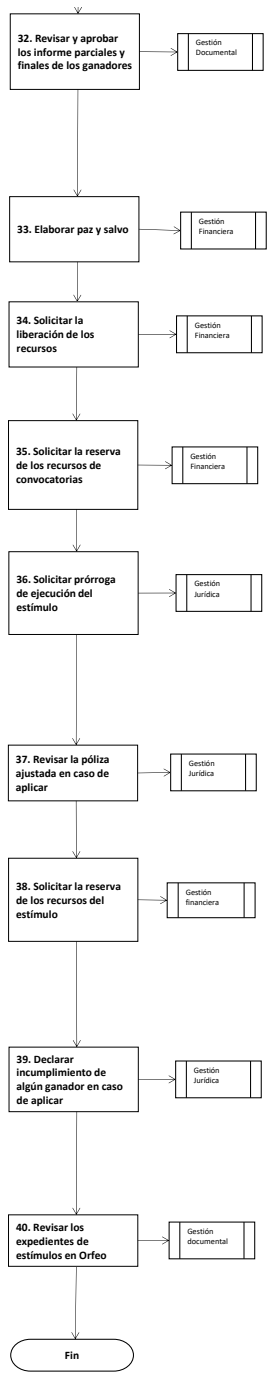 32. Revisar y aprobar
los informe parciales y
finales de los ganadores
Gestión
Documental
33. Elaborar paz y salvo
Gestión
Financiera
34. Solicitar la
liberación de los
recursos
Gestión
Financiera
35. Solicitar la reserva
de los recursos de
convocatorias
Gestión
Financiera
36. Solicitar prórroga
de ejecución del
estímulo
Gestión
Jurídica
37. Revisar la póliza
ajustada en caso de
aplicar
Gestión
Jurídica
38. Solicitar la reserva
de los recursos del
estímulo
Gestión
financiera
39. Declarar
incumplimiento de
algún ganador en caso
de aplicar
Gestión
Jurídica
40. Revisar los
expedientes de
estímulos en Orfeo
Gestión
documental
Fin